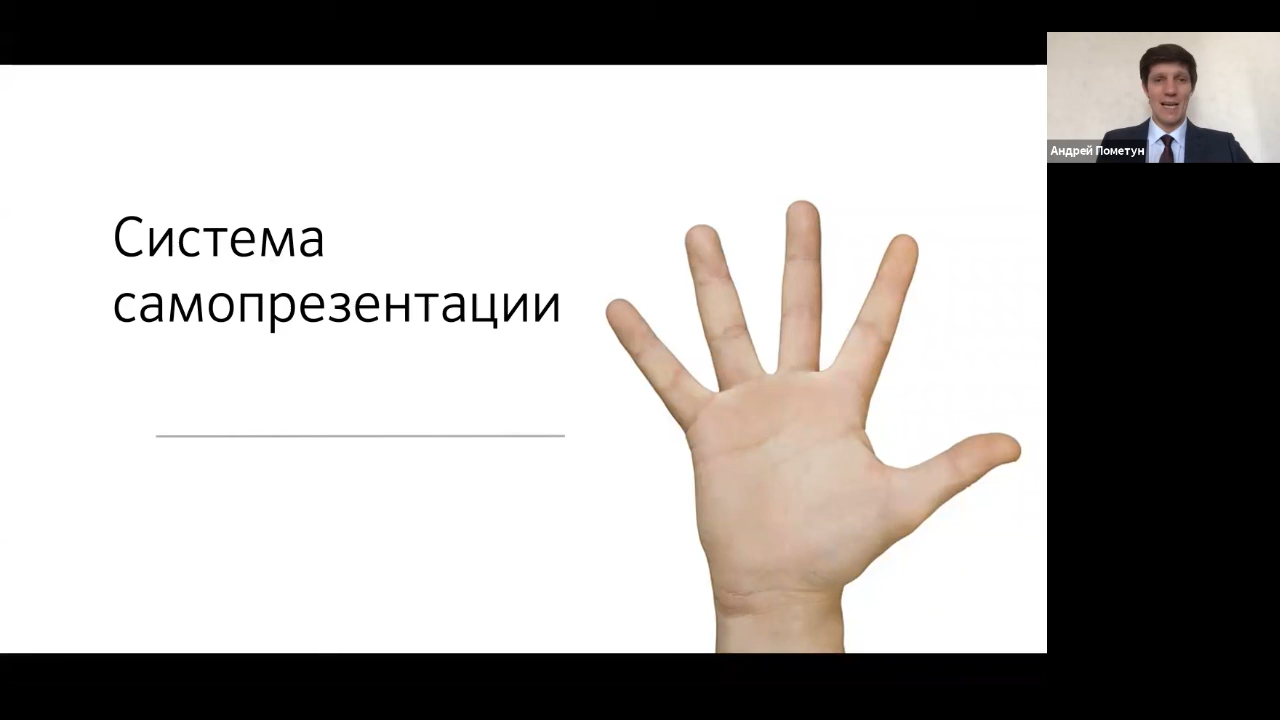 Система
самопрезентации
Андрей Пометун